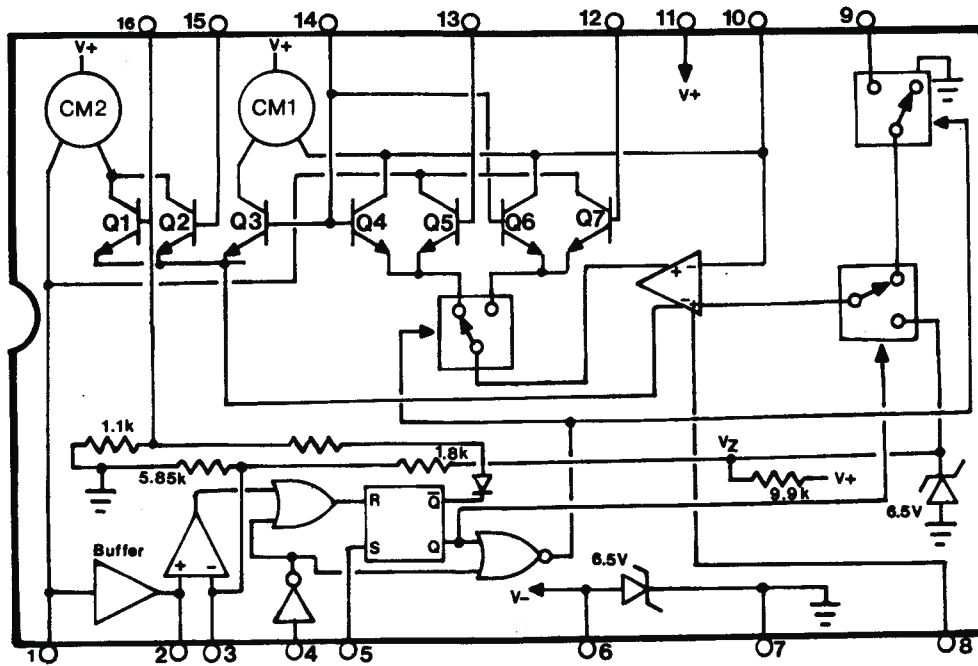 16 15 14 13 12 11 10 9
V+ V+ V+
CM2 CM1
Q1 Q2 Q3 Q4 Q5 Q6 Q7
+ -
-
+
1.1k 1.8k
5.85k
VZ
9.9k V+
6.5V
R Q̅
S Q
Buffer
+ -
6.5V
V-
1 2 3 4 5 6 7 8